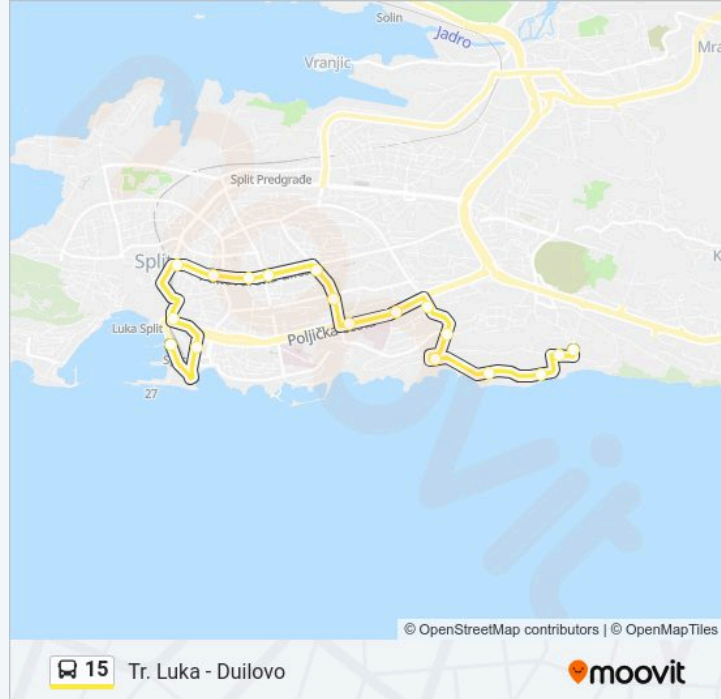 Solin
Jadro
Vranjic
Mra
Split Predgrađe
Split
K
Luka Split
Poljička
S
27
© OpenStreetMap contributors | © OpenMapTiles
15 Tr. Luka - Duilovo
moovit